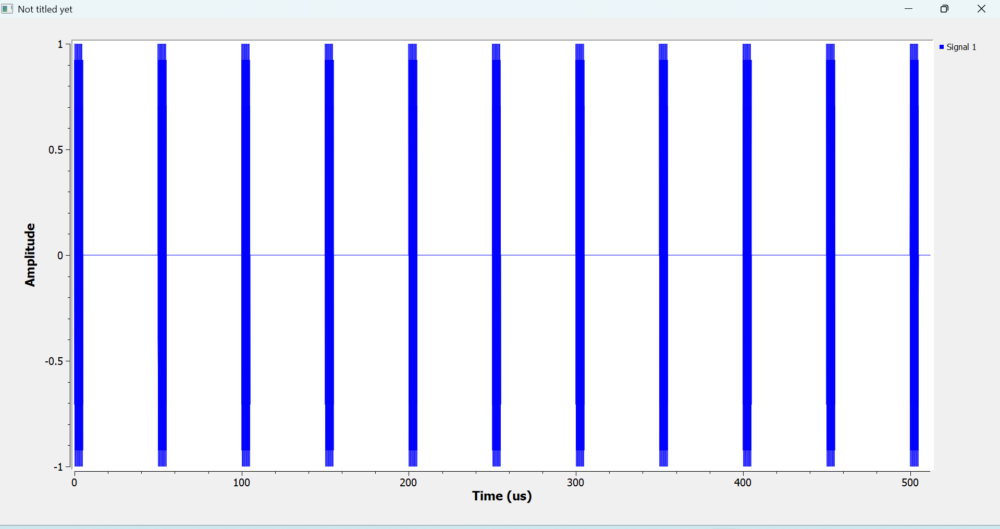 Not titled yet
Signal 1
1
0.5
0
-0.5
-1
Amplitude
0 100 200 300 400 500
Time (us)